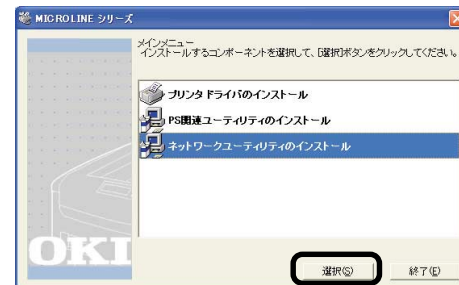 MICROLINE シリーズ
メインメニュー
インストールするコンポーネントを選択して、[選択]ボタンをクリックしてください。
プリンタ ドライバのインストール
PS関連ユーティリティのインストール
ネットワークユーティリティのインストール
OKI
選択(S)
終了(E)